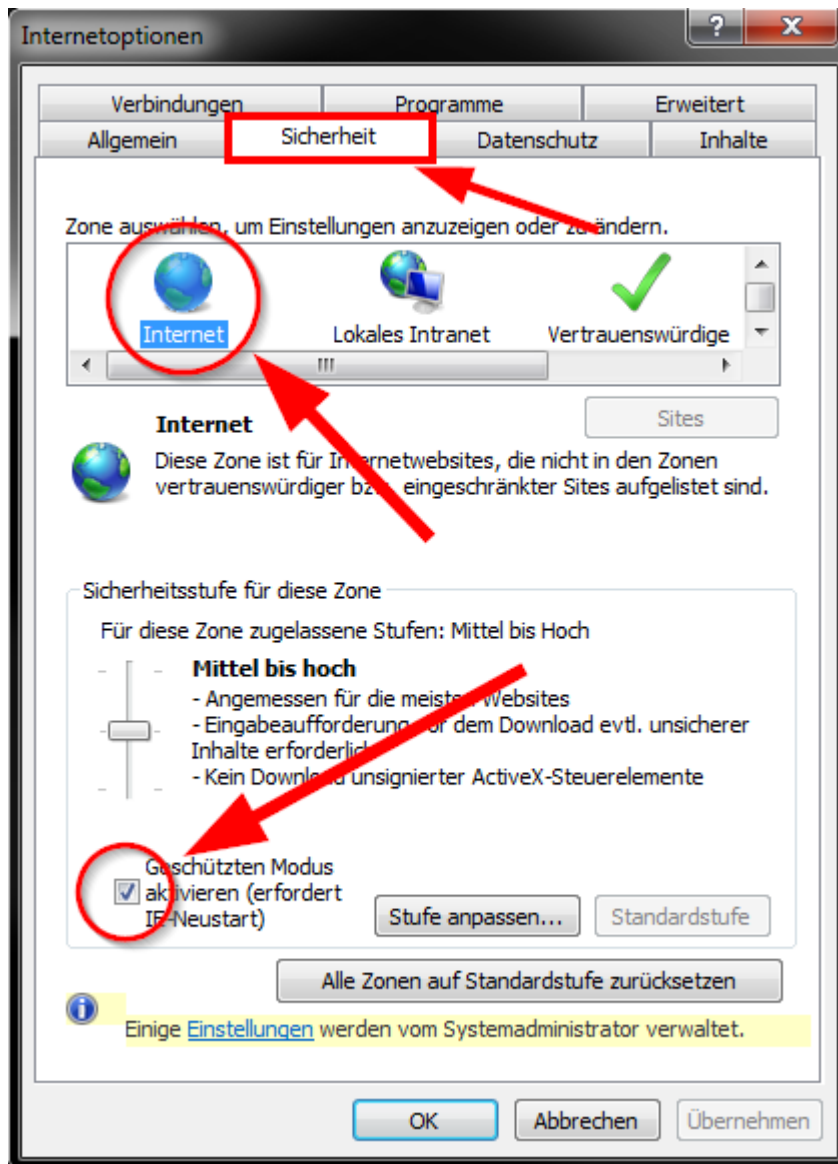 Internetoptionen
Verbindungen Programme Erweitert
Allgemein Sicherheit Datenschutz Inhalte
Zone auswählen, um Einstellungen anzuzeigen oder zu ändern.
Internet Lokales Intranet Vertrauenswürdige
Internet Sites
Diese Zone ist für Internetwebsites, die nicht in den Zonen
vertrauenswürdiger bzw. eingeschränkter Sites aufgelistet sind.
Sicherheitsstufe für diese Zone
Für diese Zone zugelassene Stufen: Mittel bis Hoch
Mittel bis hoch
- Angemessen für die meisten Websites
- Eingabeaufforderung vor dem Download evtl. unsicherer
Inhalte erforderlich
- Kein Download unsignierter ActiveX-Steuerelemente
Geschützten Modus
aktivieren (erfordert
IE-Neustart)
Stufe anpassen... Standardstufe
Alle Zonen auf Standardstufe zurücksetzen
Einige Einstellungen werden vom Systemadministrator verwaltet.
OK Abbrechen Übernehmen